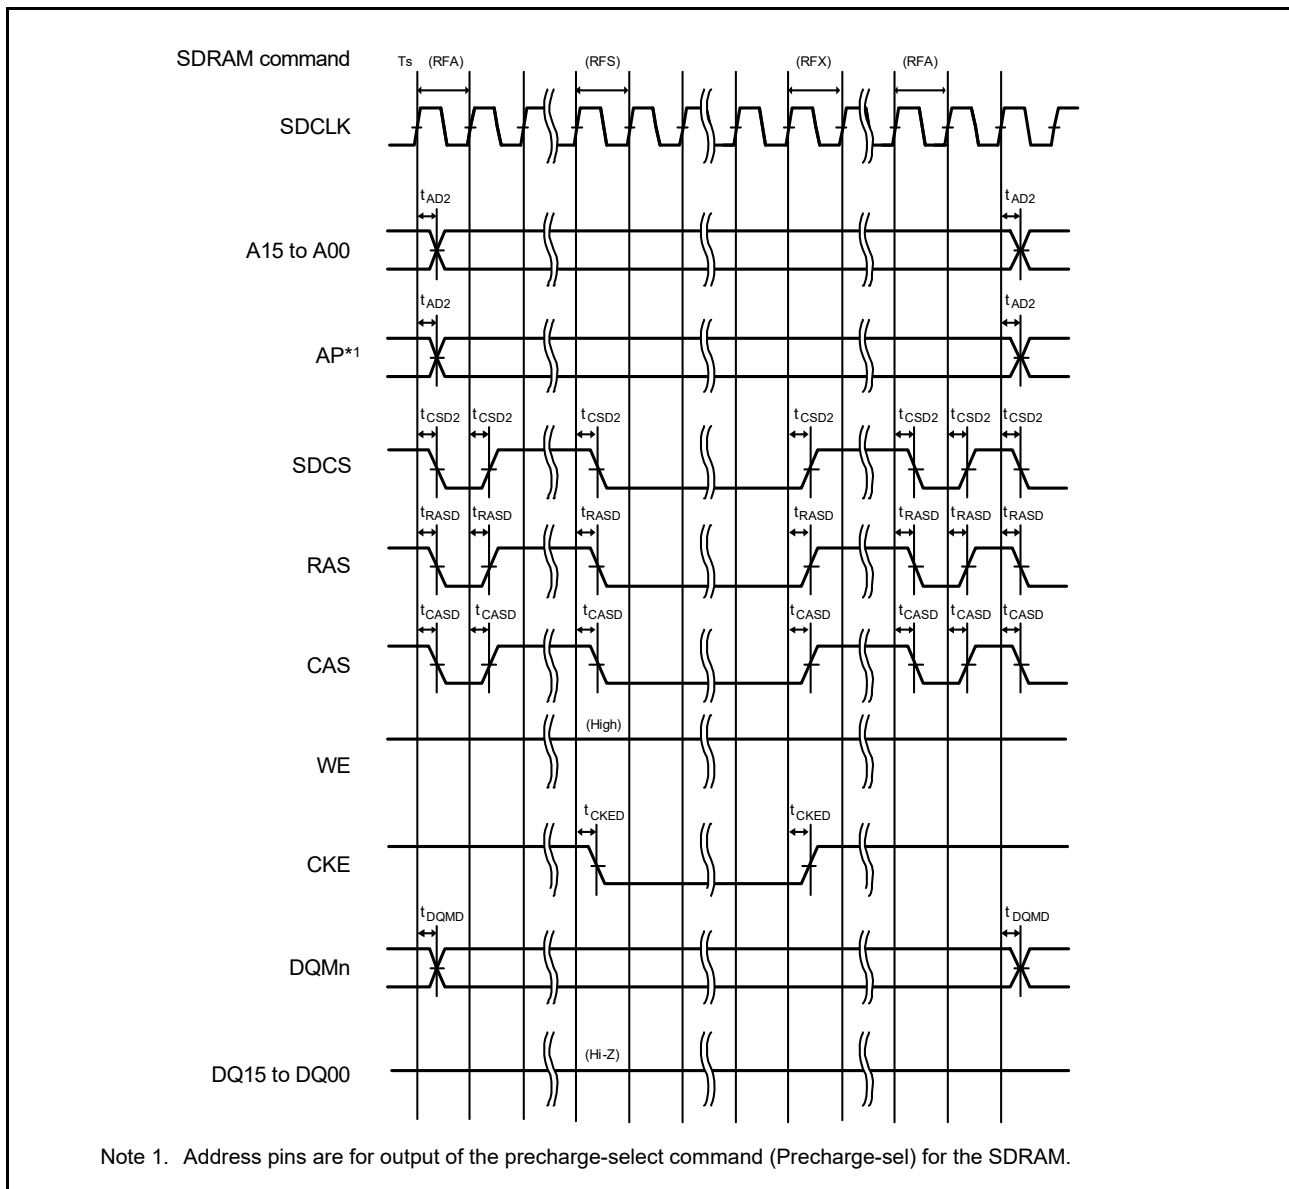 SDRAM command Ts (RFA) (RFS) (RFX) (RFA)
SDCLK
tAD2 tAD2
A15 to A00
tAD2 tAD2
AP*1
tCSD2 tCSD2 tCSD2 tCSD2 tCSD2 tCSD2 tCSD2
SDCS
tRASD tRASD tRASD tRASD tRASD tRASD tRASD
RAS
tCASD tCASD tCASD tCASD tCASD tCASD tCASD
CAS
(High)
WE
tCKED tCKED
CKE
tDQMD tDQMD
DQMn
(Hi-Z)
DQ15 to DQ00
Note 1. Address pins are for output of the precharge-select command (Precharge-sel) for the SDRAM.